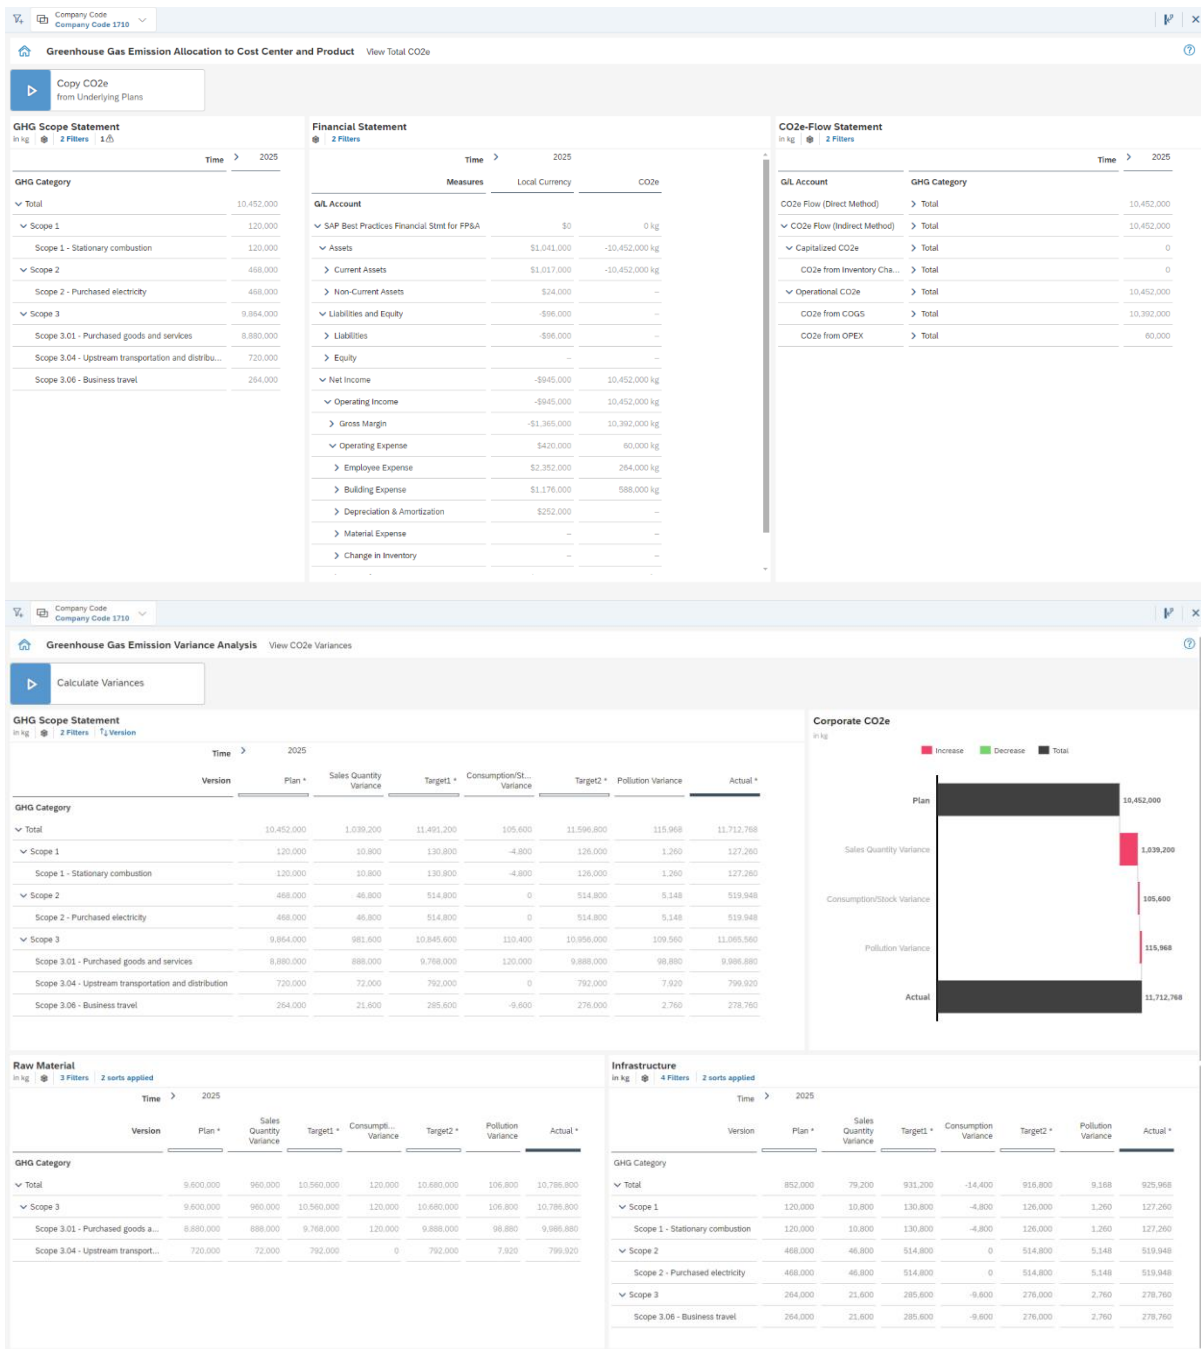 Company Code
Company Code 1710
Greenhouse Gas Emission Allocation to Cost Center and Product View Total CO2e
Copy CO2e
from Underlying Plans
GHG Scope Statement
in kg 2 Filters 1
Time 2025
GHG Category
Total 10,452,000
Scope 1 120,000
Scope 1 - Stationary combustion 120,000
Scope 2 468,000
Scope 2 - Purchased electricity 468,000
Scope 3 9,864,000
Scope 3.01 - Purchased goods and services 8,880,000
Scope 3.04 - Upstream transportation and distribu... 720,000
Scope 3.06 - Business travel 264,000
Financial Statement
2 Filters
Time 2025
Measures Local Currency CO2e
G/L Account
SAP Best Practices Financial Stmt for FP&A $0 0 kg
Assets $1,041,000 -10,452,000 kg
Current Assets $1,017,000 -10,452,000 kg
Non-Current Assets $24,000 –
Liabilities and Equity -$96,000 –
Liabilities -$96,000 –
Equity – –
Net Income -$945,000 10,452,000 kg
Operating Income -$945,000 10,452,000 kg
Gross Margin -$1,365,000 10,392,000 kg
Operating Expense $420,000 60,000 kg
Employee Expense $2,352,000 264,000 kg
Building Expense $1,176,000 588,000 kg
Depreciation & Amortization $252,000 –
Material Expense – –
Change in Inventory – –
CO2e-Flow Statement
in kg 2 Filters
Time 2025
G/L Account GHG Category
CO2e Flow (Direct Method) Total 10,452,000
CO2e Flow (Indirect Method) Total 10,452,000
Capitalized CO2e Total 0
CO2e from Inventory Cha... Total 0
Operational CO2e Total 10,452,000
CO2e from COGS Total 10,392,000
CO2e from OPEX Total 60,000
Company Code
Company Code 1710
Greenhouse Gas Emission Variance Analysis View CO2e Variances
Calculate Variances
GHG Scope Statement
in kg 2 Filters Version
Time 2025
Version Plan * Sales Quantity Variance Target1 * Consumption/St... Variance Target2 * Pollution Variance Actual *
GHG Category
Total 10,452,000 1,039,200 11,491,200 105,600 11,596,800 115,968 11,712,768
Scope 1 120,000 10,800 130,800 -4,800 126,000 1,260 127,260
Scope 1 - Stationary combustion 120,000 10,800 130,800 -4,800 126,000 1,260 127,260
Scope 2 468,000 46,800 514,800 0 514,800 5,148 519,948
Scope 2 - Purchased electricity 468,000 46,800 514,800 0 514,800 5,148 519,948
Scope 3 9,864,000 981,600 10,845,600 110,400 10,956,000 109,560 11,065,560
Scope 3.01 - Purchased goods and services 8,880,000 888,000 9,768,000 120,000 9,888,000 98,880 9,986,880
Scope 3.04 - Upstream transportation and distribution 720,000 72,000 792,000 0 792,000 7,920 799,920
Scope 3.06 - Business travel 264,000 21,600 285,600 -9,600 276,000 2,760 278,760
Corporate CO2e
in kg
Increase Decrease Total
Plan 10,452,000
Sales Quantity Variance 1,039,200
Consumption/Stock Variance 105,600
Pollution Variance 115,968
Actual 11,712,768
Raw Material
in kg 3 Filters 2 sorts applied
Time 2025
Version Plan * Sales Quantity Variance Target1 * Consumpti... Variance Target2 * Pollution Variance Actual *
GHG Category
Total 9,600,000 960,000 10,560,000 120,000 10,680,000 106,800 10,786,800
Scope 3 9,600,000 960,000 10,560,000 120,000 10,680,000 106,800 10,786,800
Scope 3.01 - Purchased goods a... 8,880,000 888,000 9,768,000 120,000 9,888,000 98,880 9,986,880
Scope 3.04 - Upstream transport... 720,000 72,000 792,000 0 792,000 7,920 799,920
Infrastructure
in kg 4 Filters 2 sorts applied
Time 2025
Version Plan * Sales Quantity Variance Target1 * Consumption Variance Target2 * Pollution Variance Actual *
GHG Category
Total 852,000 79,200 931,200 -14,400 916,800 9,168 925,968
Scope 1 120,000 10,800 130,800 -4,800 126,000 1,260 127,260
Scope 1 - Stationary combustion 120,000 10,800 130,800 -4,800 126,000 1,260 127,260
Scope 2 468,000 46,800 514,800 0 514,800 5,148 519,948
Scope 2 - Purchased electricity 468,000 46,800 514,800 0 514,800 5,148 519,948
Scope 3 264,000 21,600 285,600 -9,600 276,000 2,760 278,760
Scope 3.06 - Business travel 264,000 21,600 285,600 -9,600 276,000 2,760 278,760